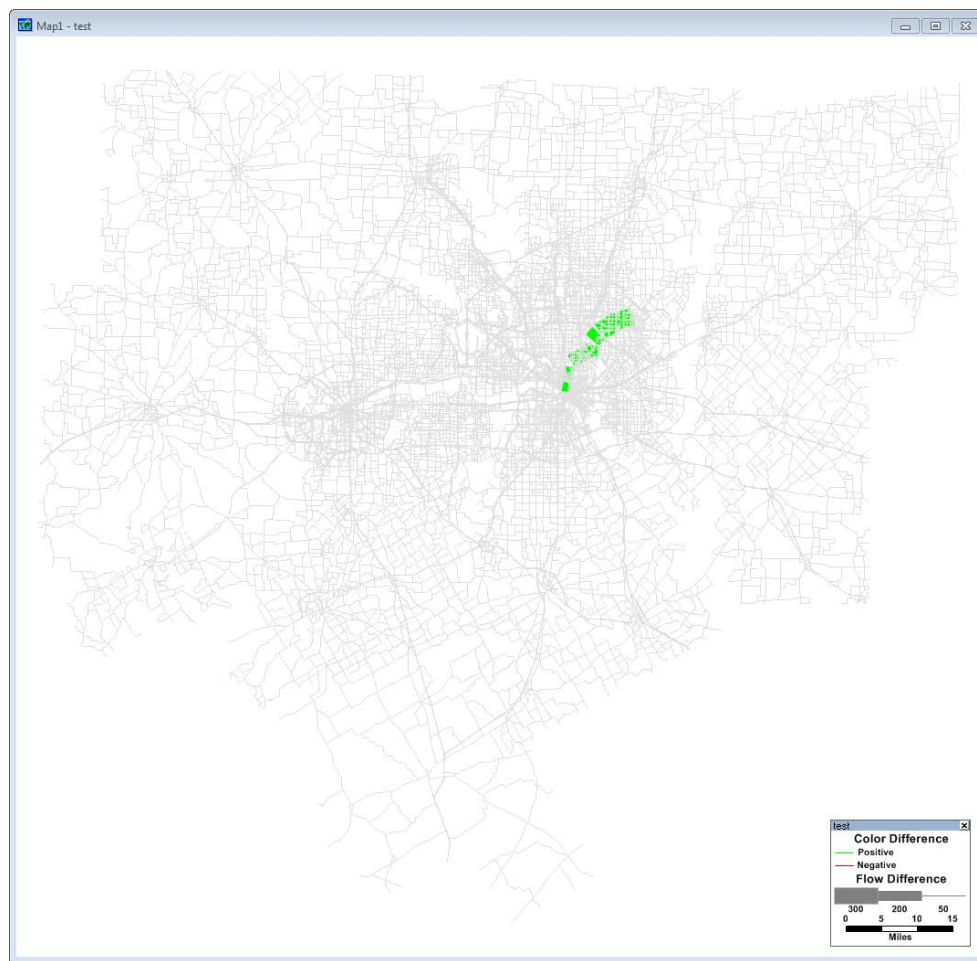 Map1 - test
test
Color Difference
Positive
Negative
Flow Difference
300 200 50
0 5 10 15
Miles